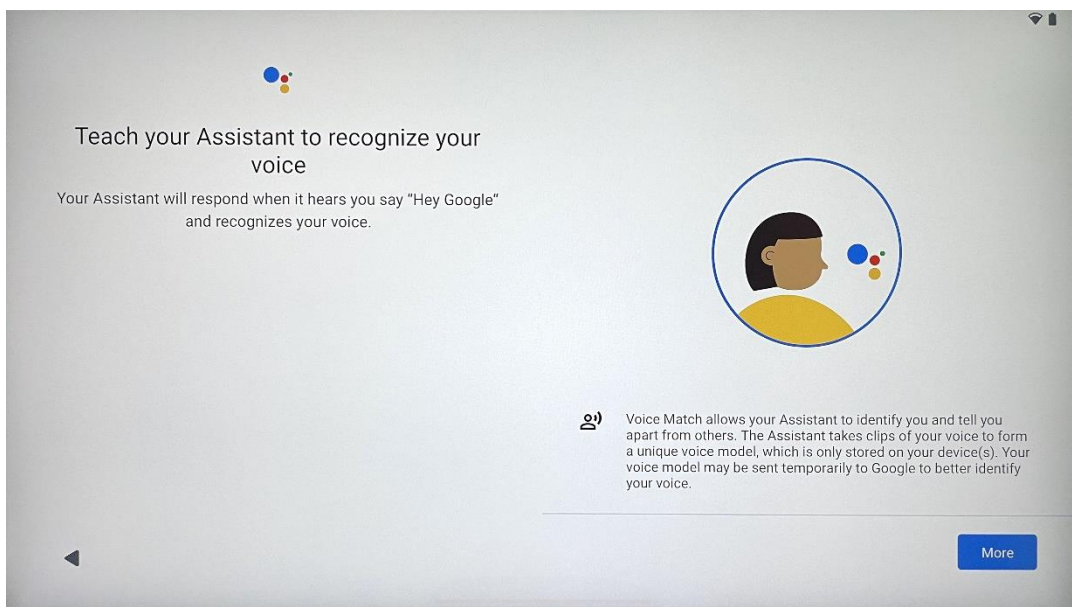 Teach your Assistant to recognize your
voice
Your Assistant will respond when it hears you say “Hey Google“
and recognizes your voice.
Voice Match allows your Assistant to identify you and tell you
apart from others. The Assistant takes clips of your voice to form
a unique voice model, which is only stored on your device(s). Your
voice model may be sent temporarily to Google to better identify
your voice.
More